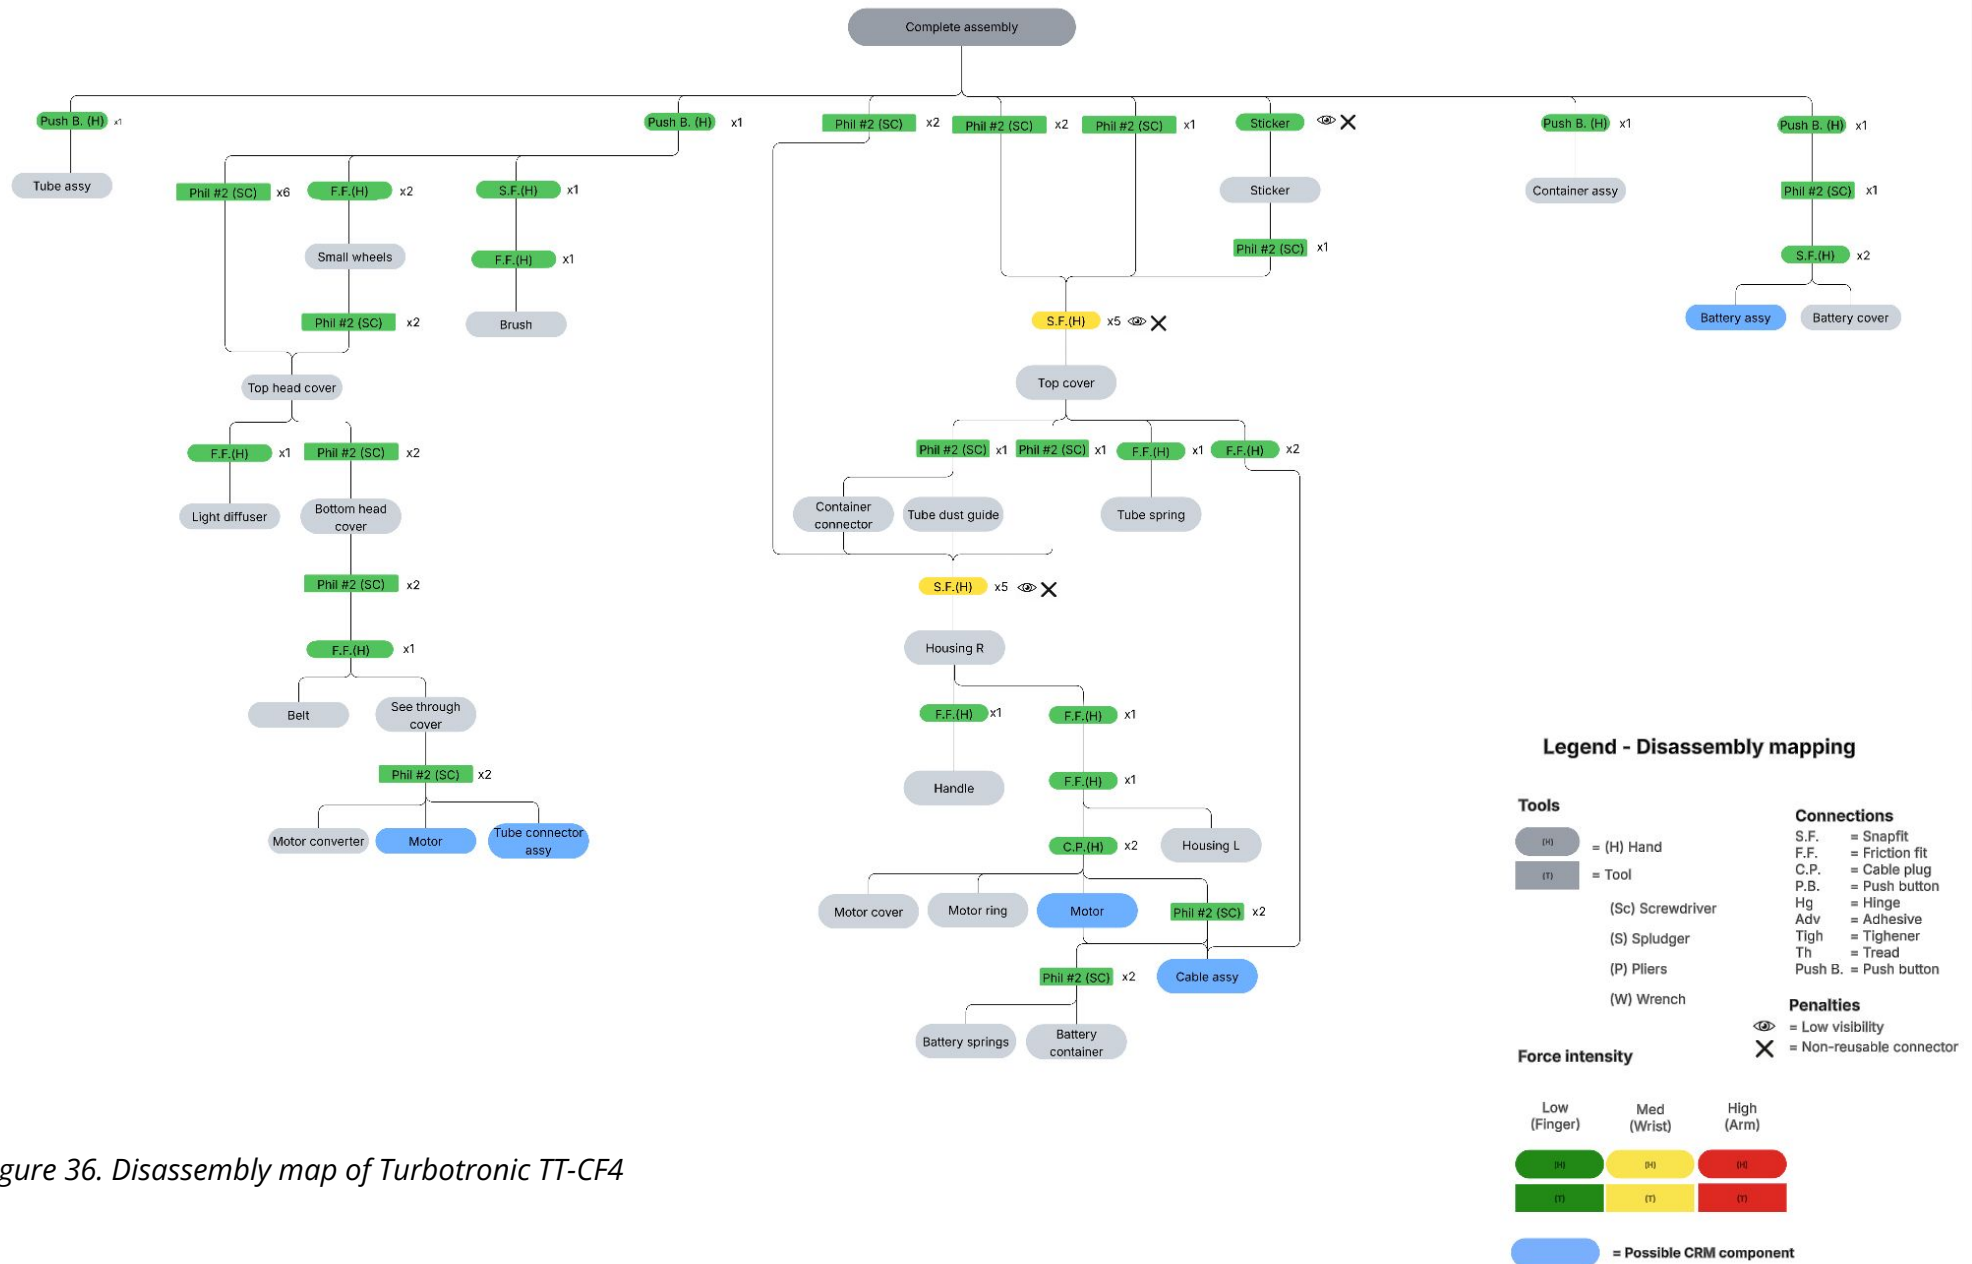 Complete assembly
Push B. (H) x1
Push B. (H) x1
Phil #2 (SC) x2
Phil #2 (SC) x2
Phil #2 (SC) x1
Sticker
Push B. (H) x1
Push B. (H) x1
Tube assy
Phil #2 (SC) x6
F.F.(H) x2
S.F.(H) x1
Sticker
Container assy
Phil #2 (SC) x1
Small wheels
F.F.(H) x1
Phil #2 (SC) x1
S.F.(H) x2
Phil #2 (SC) x2
Brush
S.F.(H) x5
Battery assy
Battery cover
Top head cover
Top cover
F.F.(H) x1
Phil #2 (SC) x2
Phil #2 (SC) x1
Phil #2 (SC) x1
F.F.(H) x1
F.F.(H) x2
Light diffuser
Bottom head
cover
Container
connector
Tube dust guide
Tube spring
Phil #2 (SC) x2
S.F.(H) x5
F.F.(H) x1
Housing R
Belt
See through
cover
F.F.(H) x1
F.F.(H) x1
Phil #2 (SC) x2
Handle
F.F.(H) x1
Motor converter
Motor
Tube connector
assy
C.P.(H) x2
Housing L
Motor cover
Motor ring
Motor
Phil #2 (SC) x2
Phil #2 (SC) x2
Cable assy
Battery springs
Battery
container
Legend - Disassembly mapping
Tools
(H) = (H) Hand
(T) = Tool
(Sc) Screwdriver
(S) Spludger
(P) Pliers
(W) Wrench
Connections
S.F. = Snapfit
F.F. = Friction fit
C.P. = Cable plug
P.B. = Push button
Hg = Hinge
Adv = Adhesive
Tigh = Tighener
Th = Tread
Push B. = Push button
Penalties
= Low visibility
= Non-reusable connector
Force intensity
Low
(Finger)
Med
(Wrist)
High
(Arm)
(H) (H) (H)
(T) (T) (T)
= Possible CRM component
gure 36. Disassembly map of Turbotronic TT-CF4